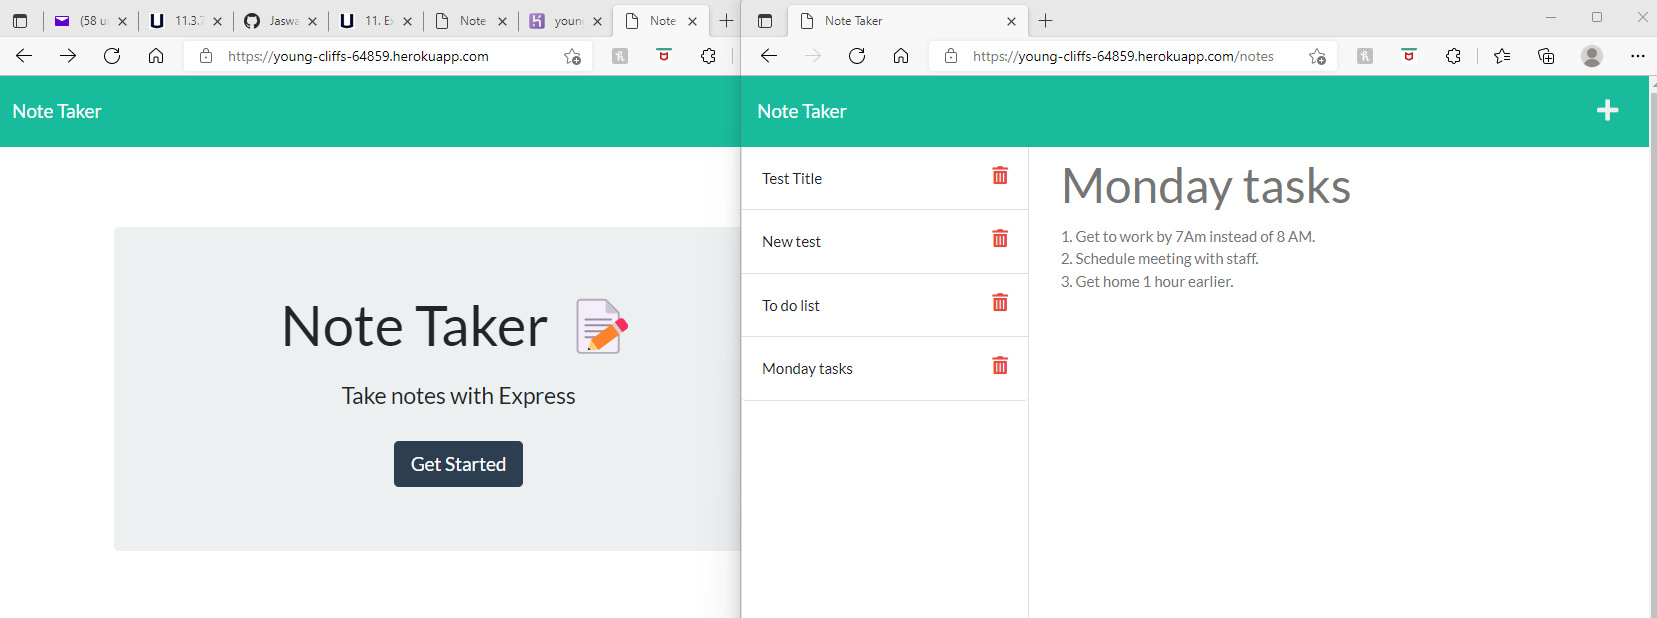 (58 u
11.3.7
Jaswa
11. Ex
Note
young
Note
https://young-cliffs-64859.herokuapp.com
Note Taker
Note Taker
Take notes with Express
Get Started
Note Taker
https://young-cliffs-64859.herokuapp.com/notes
Note Taker
Test Title
New test
To do list
Monday tasks
Monday tasks
1. Get to work by 7Am instead of 8 AM.
2. Schedule meeting with staff.
3. Get home 1 hour earlier.